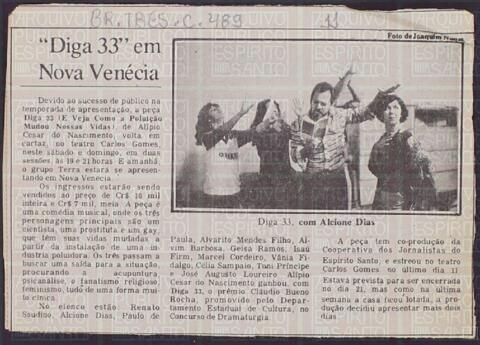 BR.TRES.C.489
11
Foto de Joaquim Nunes
"Diga 33" em
Nova Venécia
Devido ao sucesso de público na
temporada de apresentação, a peça
Diga 33 (E Veja Como a Poluição
Mudou Nossas Vidas), de Alípio
Cesar do Nascimento, volta em
cartaz, no teatro Carlos Gomes,
neste sábado e domingo, em duas
sessões, às 19 e 21 horas. E amanhã,
o grupo Terra estará se apresen-
tando em Nova Venécia.
Os ingressos estarão sendo
vendidos ao preço de Cr$ 10 mil
inteira e Cr$ 7 mil, meia. A peça é
uma comédia musical, onde os três
personagens principais são um
cientista, uma prostituta e um gay,
que têm suas vidas mudadas a
partir da instalação de uma in-
dústria poluidora. Os três passam a
buscar uma saída para a situação,
procurando a acupuntura
psicanálise, o fanatismo religioso,
feminismo, tudo de uma forma mui-
to cínica.
No elenco estão: Renato
Saudino, Alcione Dias, Paulo de
Diga 33, com Alcione Dias
Paula, Alvarito Mendes Filho, Al-
vim Barbosa, Geisa Ramos, Isaú
Firm, Marcel Cordeiro, Vânia Fi-
dalgo, Célia Sampaio, Toni Príncipe
e José Augusto Loureiro. Alípio
Cesar do Nascimento ganhou, com
Diga 33, o prêmio Cláudio Bueno
Rocha, promovido pelo Depar-
tamento Estadual de Cultura, no
Concurso de Dramaturgia
A peça tem co-produção da
Cooperativa dos Jornalistas do
Espírito Santo, e estreou no teatro
Carlos Gomes no último dia 11
Estava prevista para ser encerrada
no dia 21, mas como na última
semana a casa ficou lotada, a pro-
dução decidiu apresentar mais dois
dias